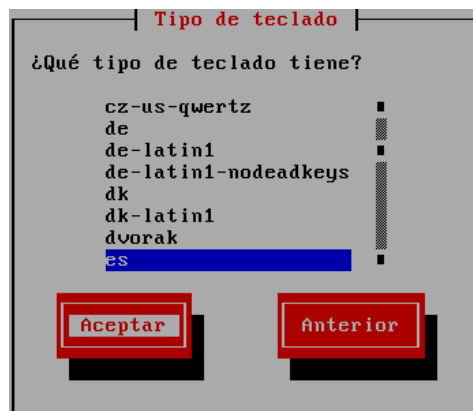 Tipo de teclado
¿Qué tipo de teclado tiene?
cz-us-qwertz
de
de-latin1
de-latin1-nodeadkeys
dk
dk-latin1
dvorak
es
Aceptar Anterior